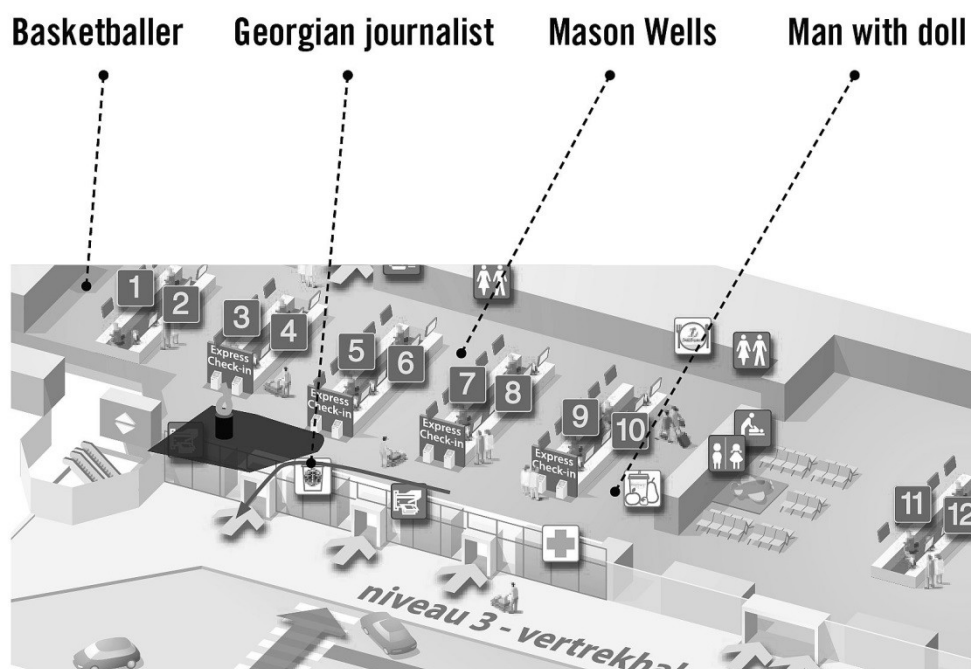 Basketballer
Georgian journalist
Mason Wells
Man with doll
1
2
3
4
Express
Check-in
5
6
Express
Check-in
7
8
Express
Check-in
9
10
Express
Check-in
11
12
niveau 3 - vertrekhal